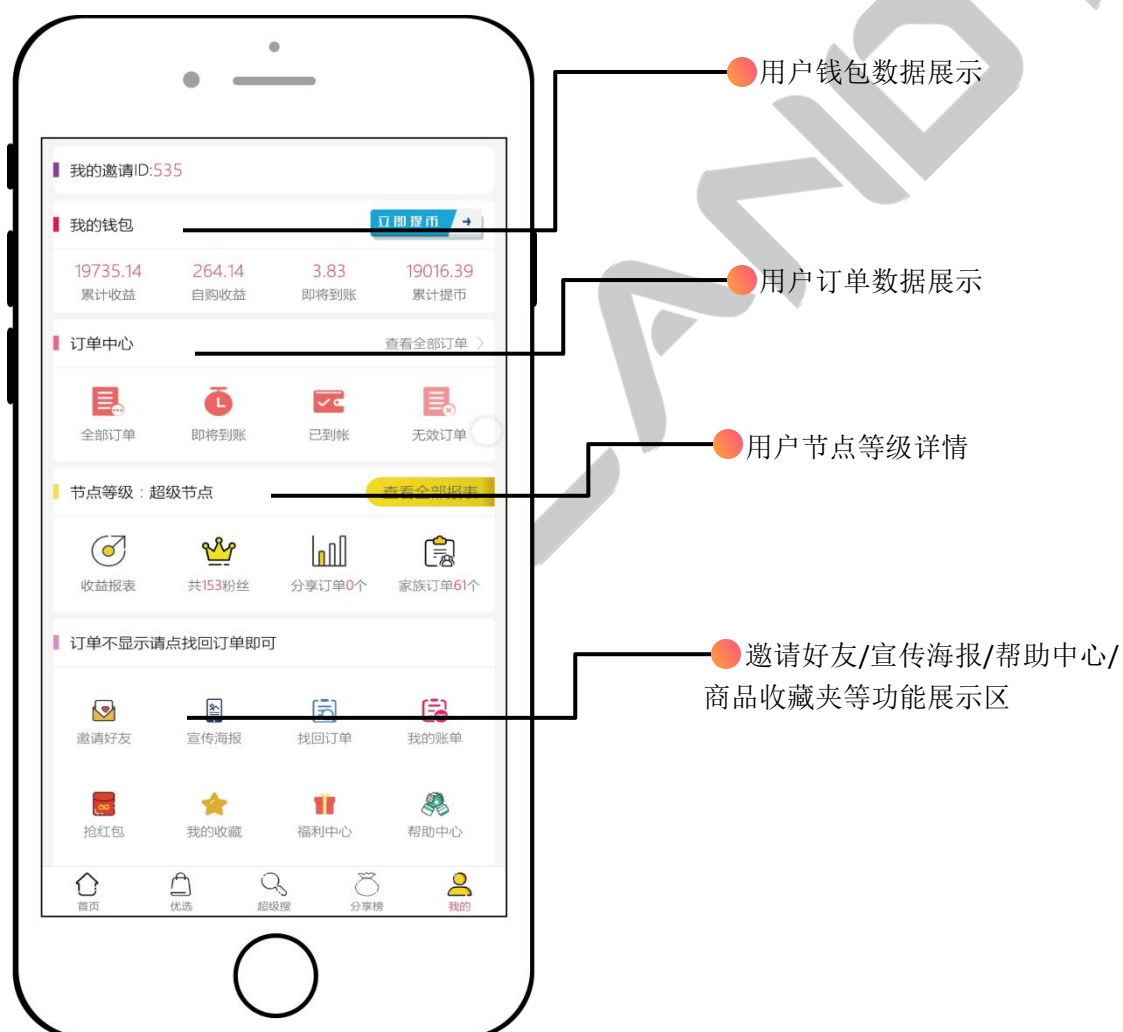 我的邀请ID:535
我的钱包
立即提币
19735.14 264.14 3.83 19016.39
累计收益 自购收益 即将到账 累计提币
订单中心 查看全部订单
全部订单 即将到账 已到帐 无效订单
节点等级：超级节点 查看全部报表
收益报表 共153粉丝 分享订单0个 家族订单61个
订单不显示请点找回订单即可
邀请好友 宣传海报 找回订单 我的账单
抢红包 我的收藏 福利中心 帮助中心
首页 优选 超级搜 分享榜 我的
用户钱包数据展示
用户订单数据展示
用户节点等级详情
邀请好友/宣传海报/帮助中心/
商品收藏夹等功能展示区